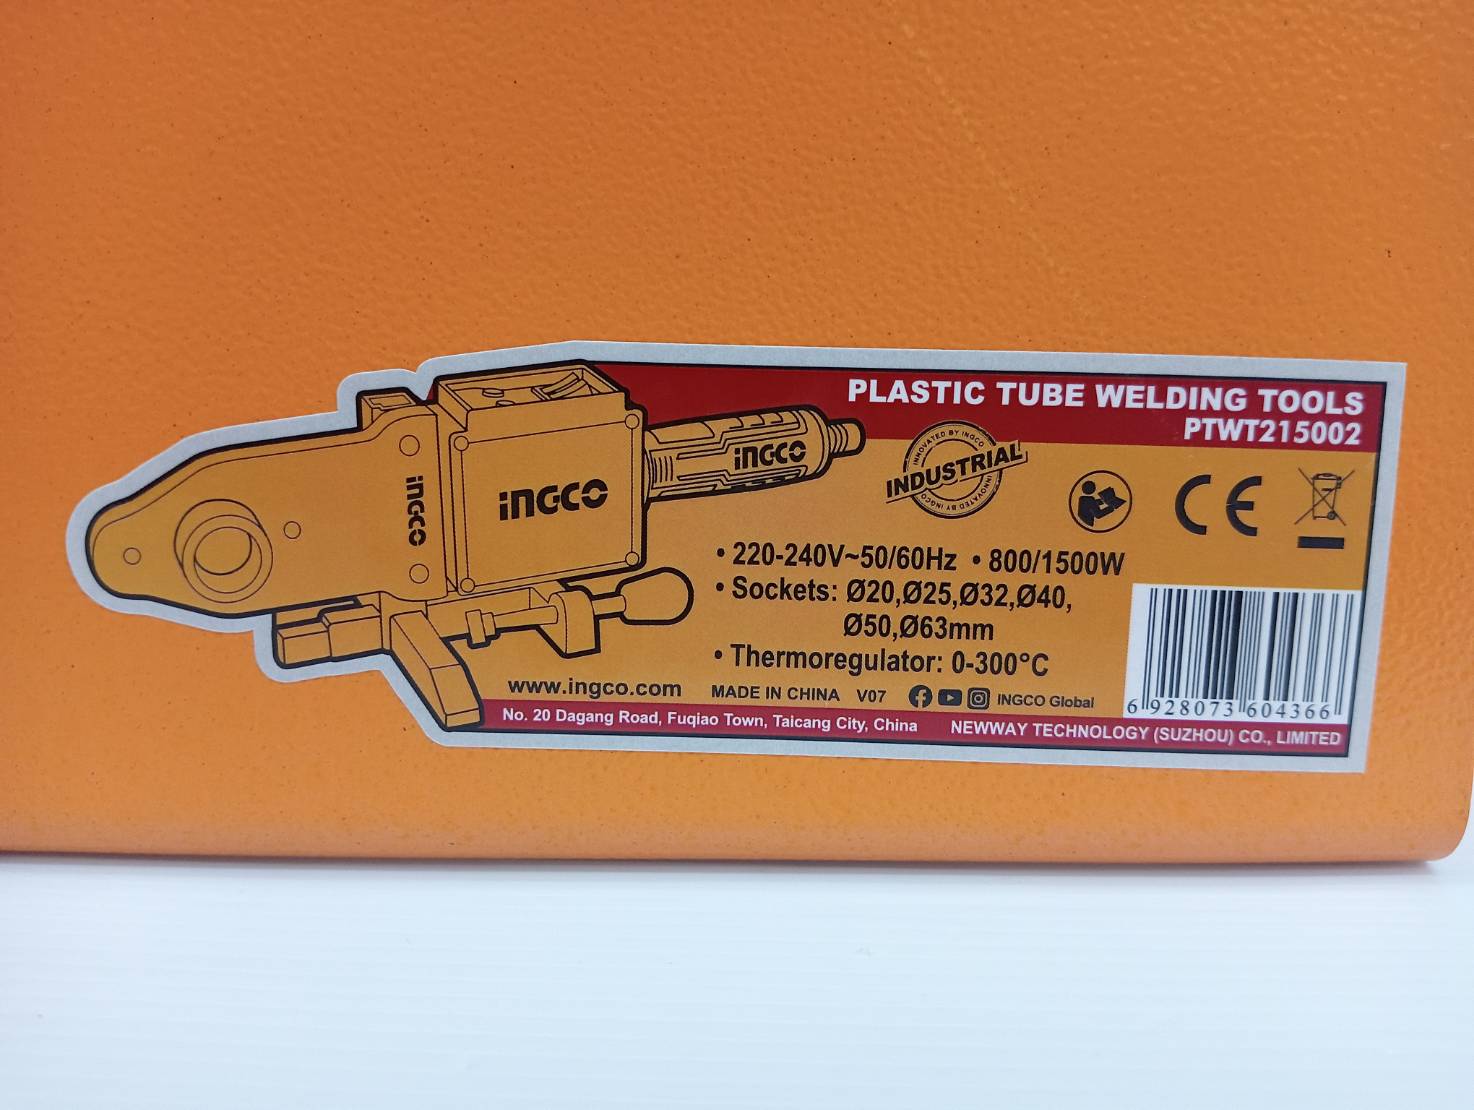 PLASTIC TUBE WELDING TOOLS
PTWT215002
INGCO
INGCO
INGCO
INNOVATED BY INGCO
INDUSTRIAL
INNOVATED BY INGCO
CE
• 220-240V~50/60Hz • 800/1500W
• Sockets: Ø20,Ø25,Ø32,Ø40,
Ø50,Ø63mm
• Thermoregulator: 0-300°C
www.ingco.com MADE IN CHINA V07 INGCO Global
6 928073 604366
No. 20 Dagang Road, Fuqiao Town, Taicang City, China NEWWAY TECHNOLOGY (SUZHOU) CO., LIMITED